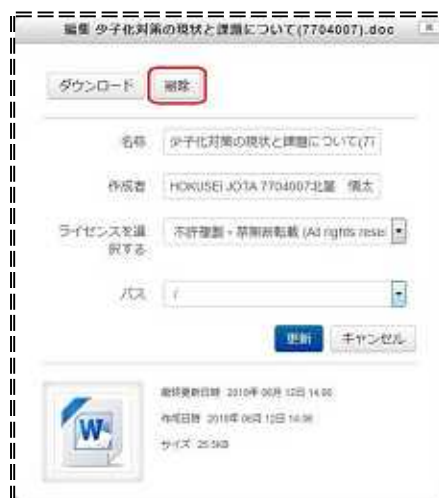 編集 少子化対策の現状と課題について(7704007).doc
ダウンロード 削除
名称 少子化対策の現状と課題について(77
作成者 HOKUSEI JOTA 7704007北星 慎太
ライセンスを選
択する
不許複製・禁無断転載 (All rights reser
パス /
更新 キャンセル
最終更新日時 2018年 06月 12日 14:06
作成日時 2018年 06月 12日 14:06
サイズ 25.5KB
W